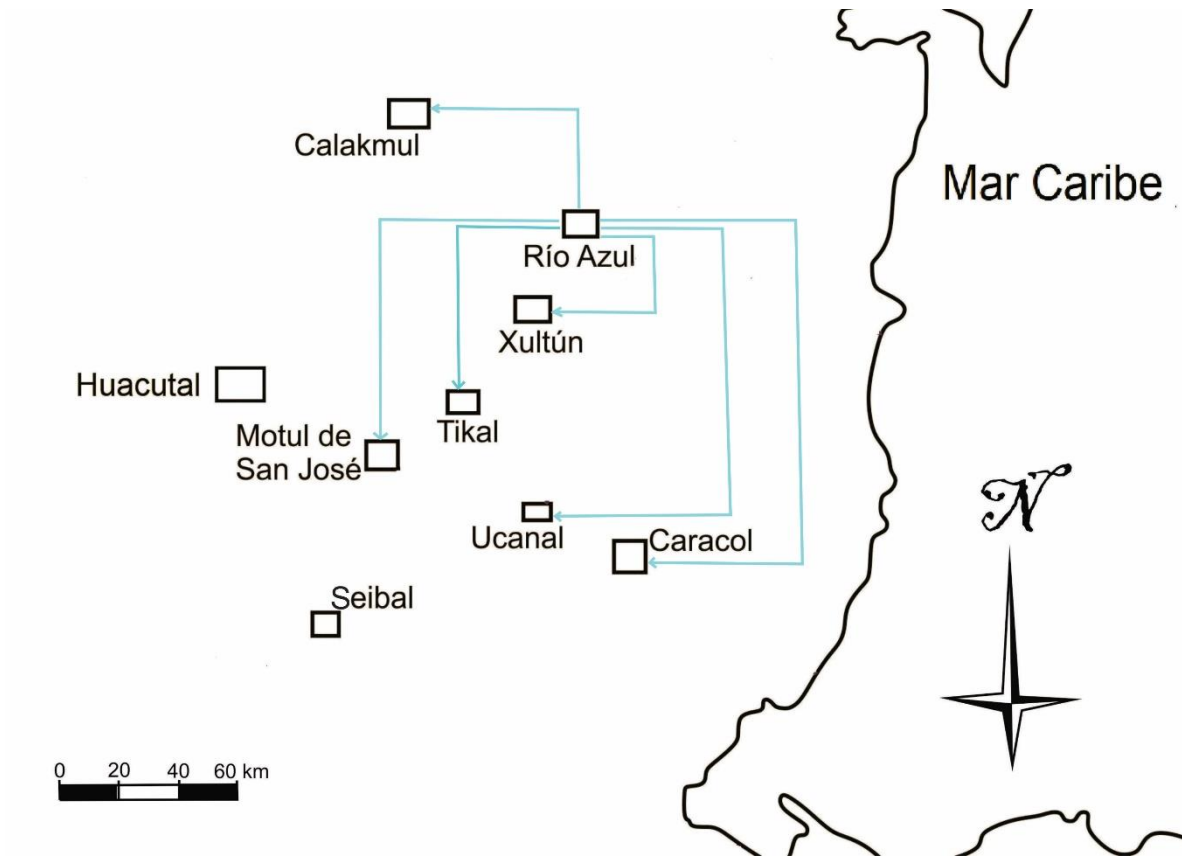 Calakmul
Mar Caribe
Río Azul
Xultún
Huacutal
Motul de
San José
Tikal
N
Ucanal
Caracol
Seibal
0 20 40 60 km